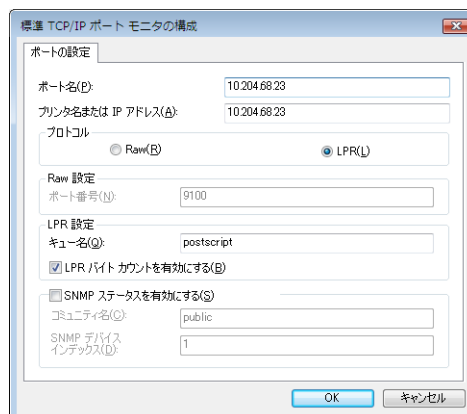 標準 TCP/IP ポート モニタの構成
ポートの設定
ポート名(P): 10.204.68.23
プリンタ名または IP アドレス(A): 10.204.68.23
プロトコル
Raw(R) LPR(L)
Raw 設定
ポート番号(N): 9100
LPR 設定
キュー名(Q): postscript
LPR バイト カウントを有効にする(B)
SNMP ステータスを有効にする(S)
コミュニティ名(C): public
SNMP デバイス
インデックス(D): 1
OK キャンセル